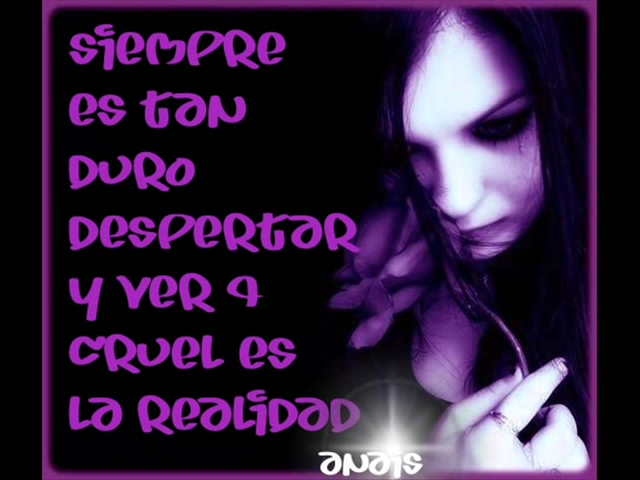 Siempre
es tan
duro
despertar
y ver q
cruel es
la realidad
anais